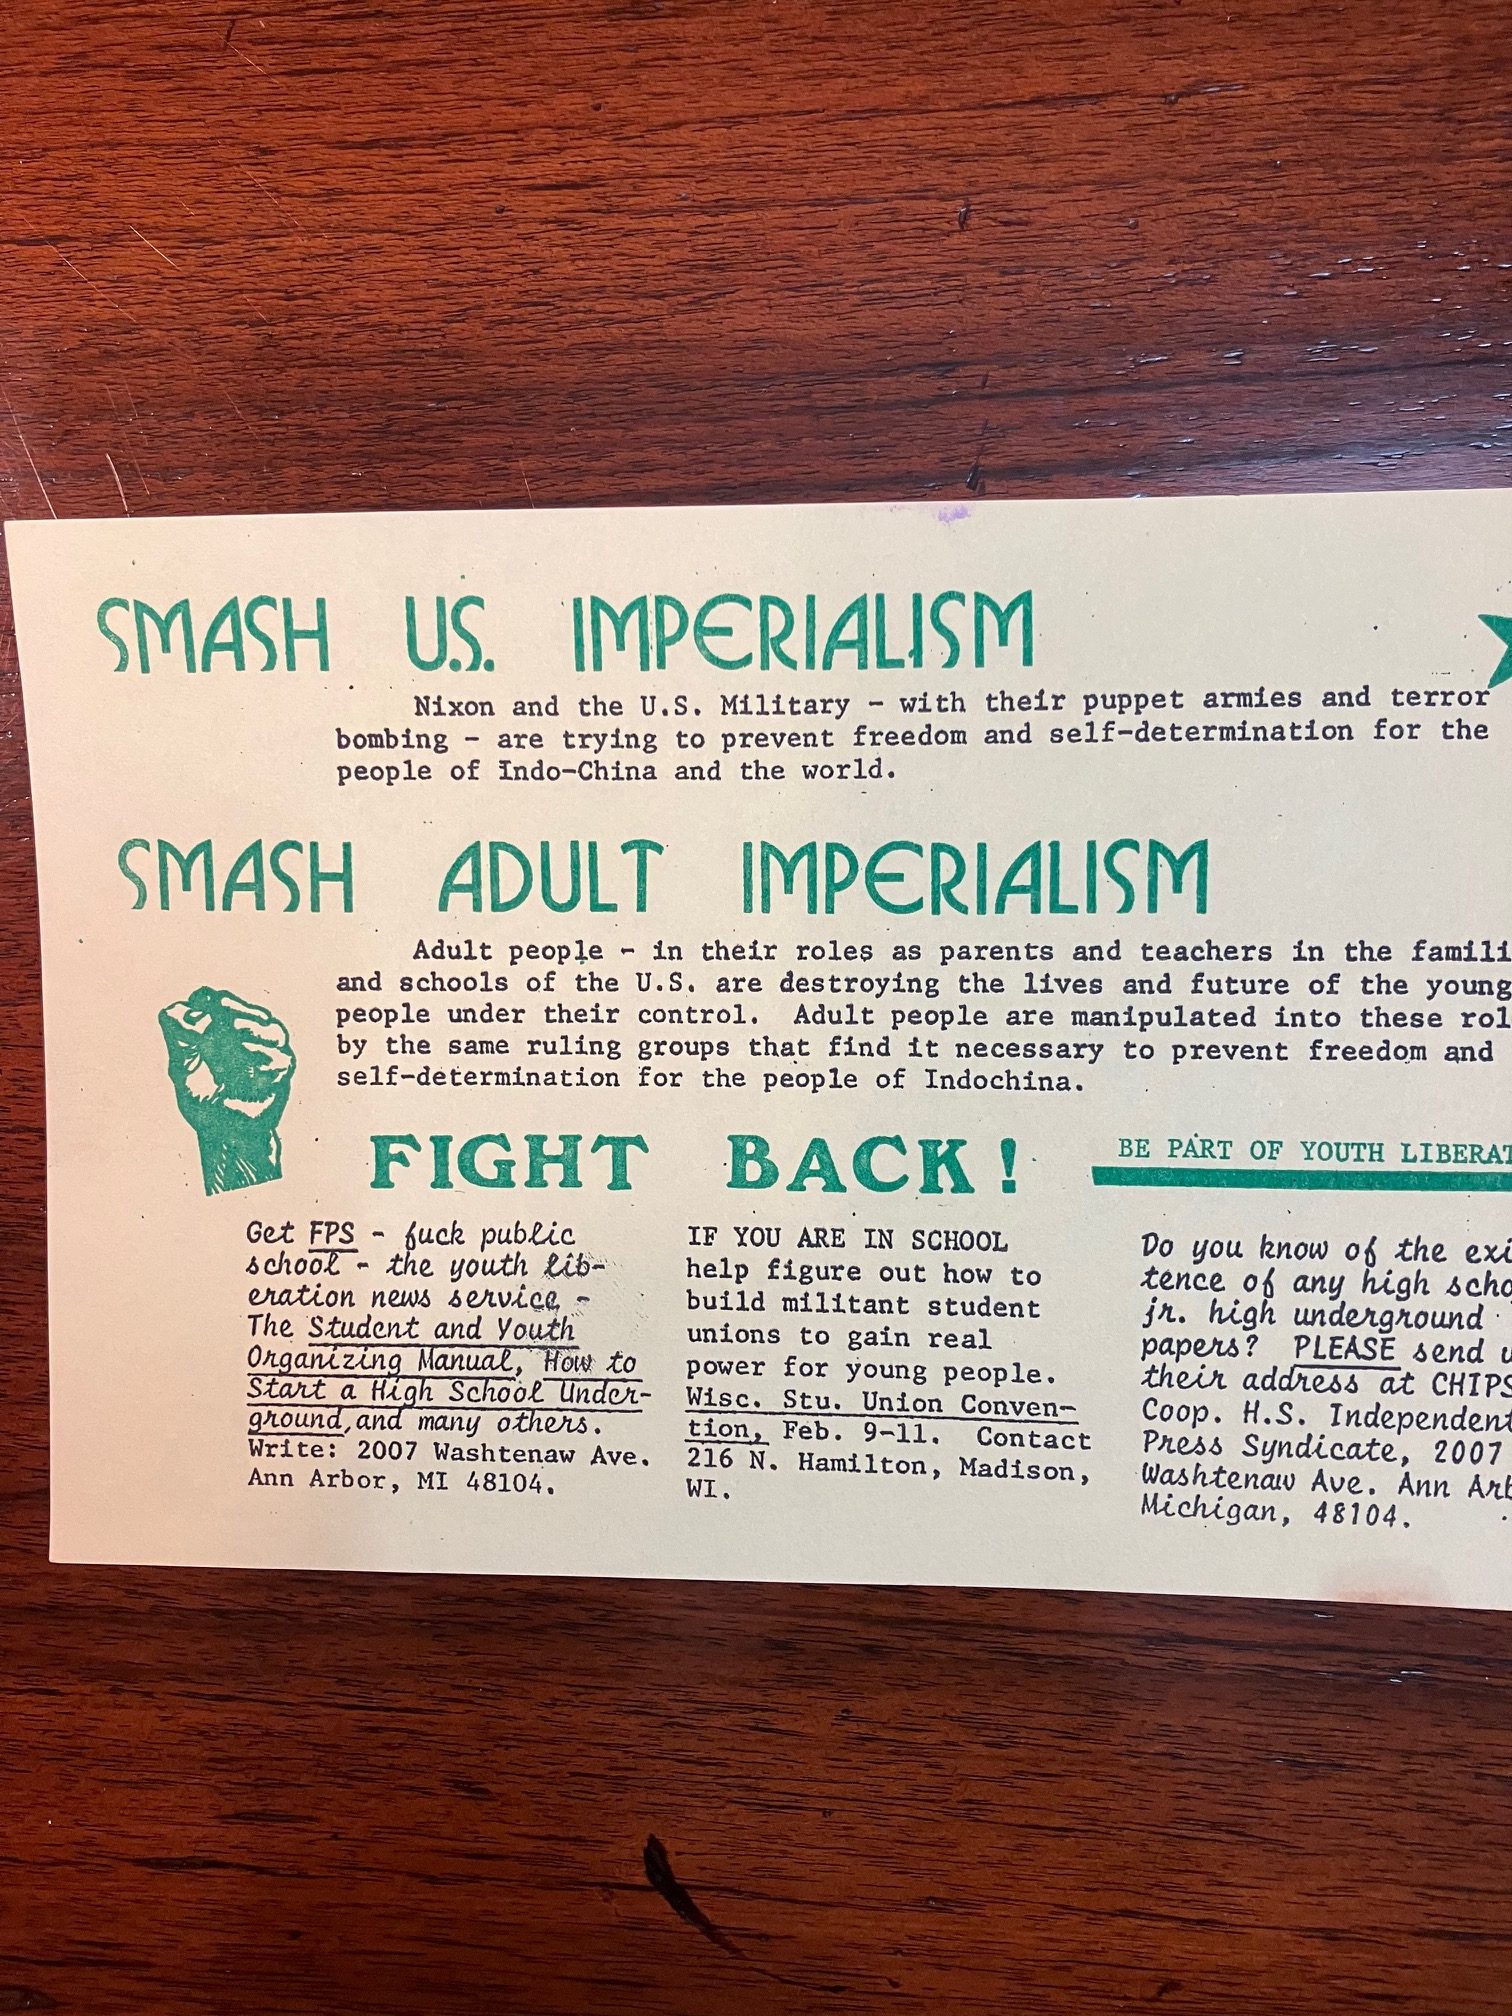 SMASH U.S. IMPERIALISM
Nixon and the U.S. Military - with their puppet armies and terror
bombing - are trying to prevent freedom and self-determination for the
people of Indo-China and the world.
SMASH ADULT IMPERIALISM
Adult people - in their roles as parents and teachers in the famili
and schools of the U.S. are destroying the lives and future of the young
people under their control. Adult people are manipulated into these rol
by the same ruling groups that find it necessary to prevent freedom and
self-determination for the people of Indochina.
FIGHT BACK!
BE PART OF YOUTH LIBERAT
Get FPS - fuck public
school - the youth lib-
eration news service -
The Student and Youth
Organizing Manual, How to
Start a High School Under-
ground, and many others.
Write: 2007 Washtenaw Ave.
Ann Arbor, MI 48104.
IF YOU ARE IN SCHOOL
help figure out how to
build militant student
unions to gain real
power for young people.
Wisc. Stu. Union Conven-
tion, Feb. 9-11. Contact
216 N. Hamilton, Madison,
WI.
Do you know of the exi
tence of any high scho
jr. high underground
papers? PLEASE send u
their address at CHIPS
Coop. H.S. Independent
Press Syndicate, 2007
Washtenaw Ave. Ann Arb
Michigan, 48104.